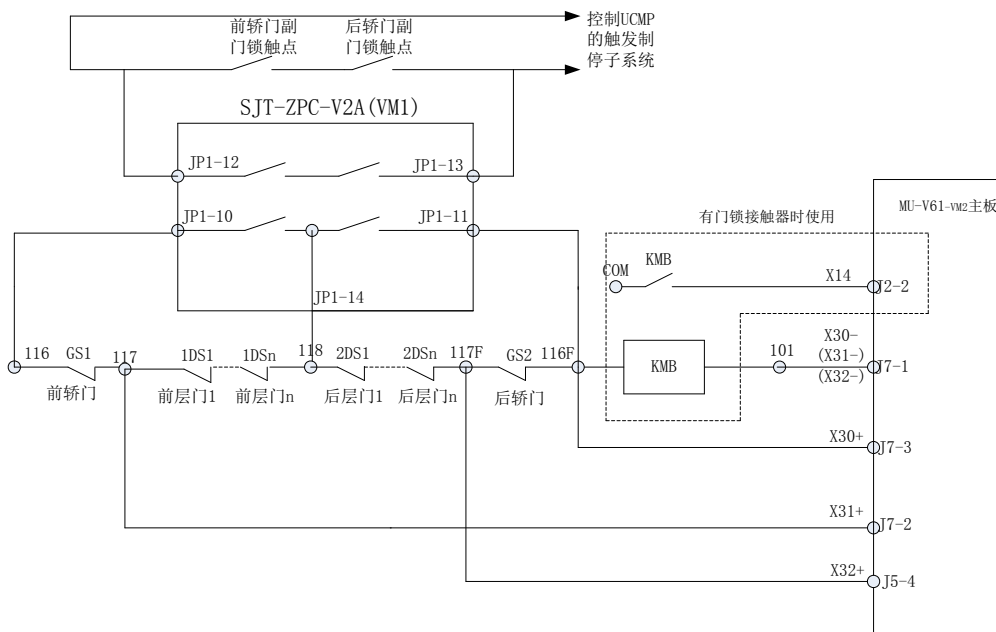 前轿门副
门锁触点
后轿门副
门锁触点
控制UCMP
的触发制
停子系统
SJT-ZPC-V2A(VM1)
JP1-12
JP1-13
JP1-10
JP1-11
JP1-14
有门锁接触器时使用
MU-V61-VM2主板
COM
KMB
X14
J2-2
116
GS1
117
1DS1
1DSn
118
2DS1
2DSn
117F
GS2
116F
KMB
101
X30-
(X31-)
(X32-)
J7-1
前轿门
前层门1
前层门n
后层门1
后层门n
后轿门
X30+
J7-3
X31+
J7-2
X32+
J5-4